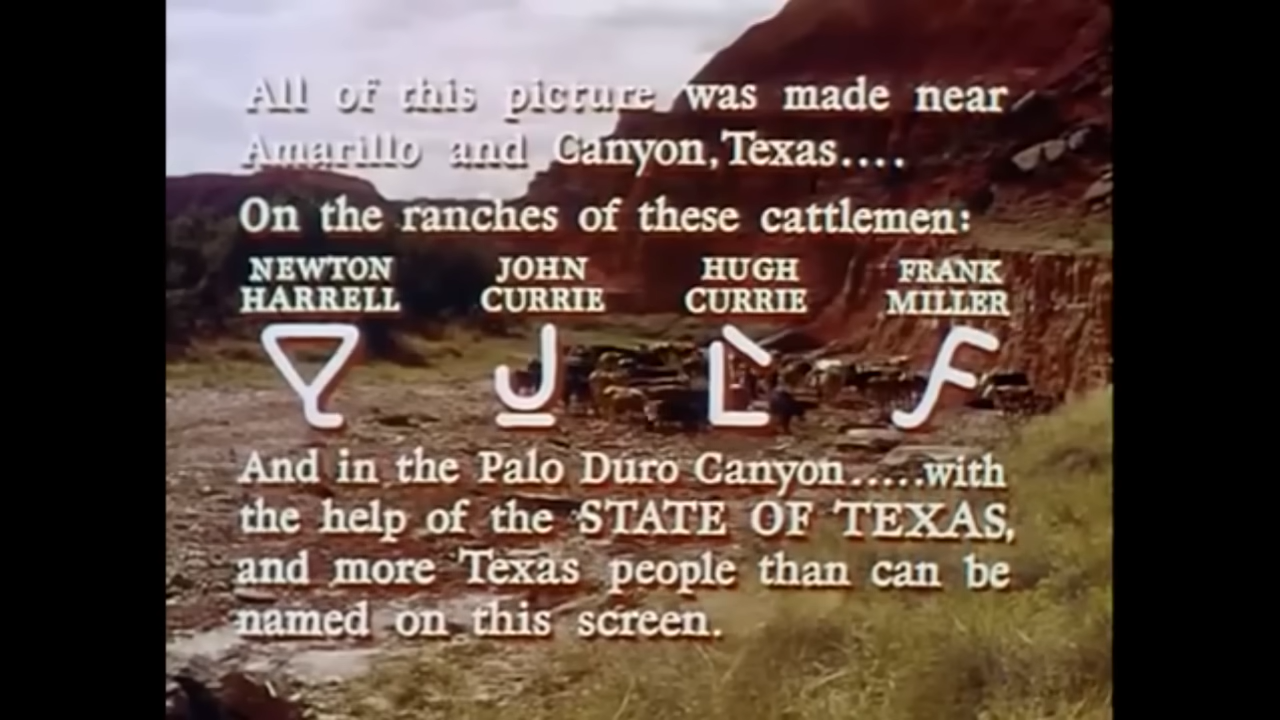 All of this picture was made near
Amarillo and Canyon, Texas....
On the ranches of these cattlemen:
NEWTON HARRELL JOHN CURRIE HUGH CURRIE FRANK MILLER
And in the Palo Duro Canyon.....with
the help of the STATE OF TEXAS,
and more Texas people than can be
named on this screen.